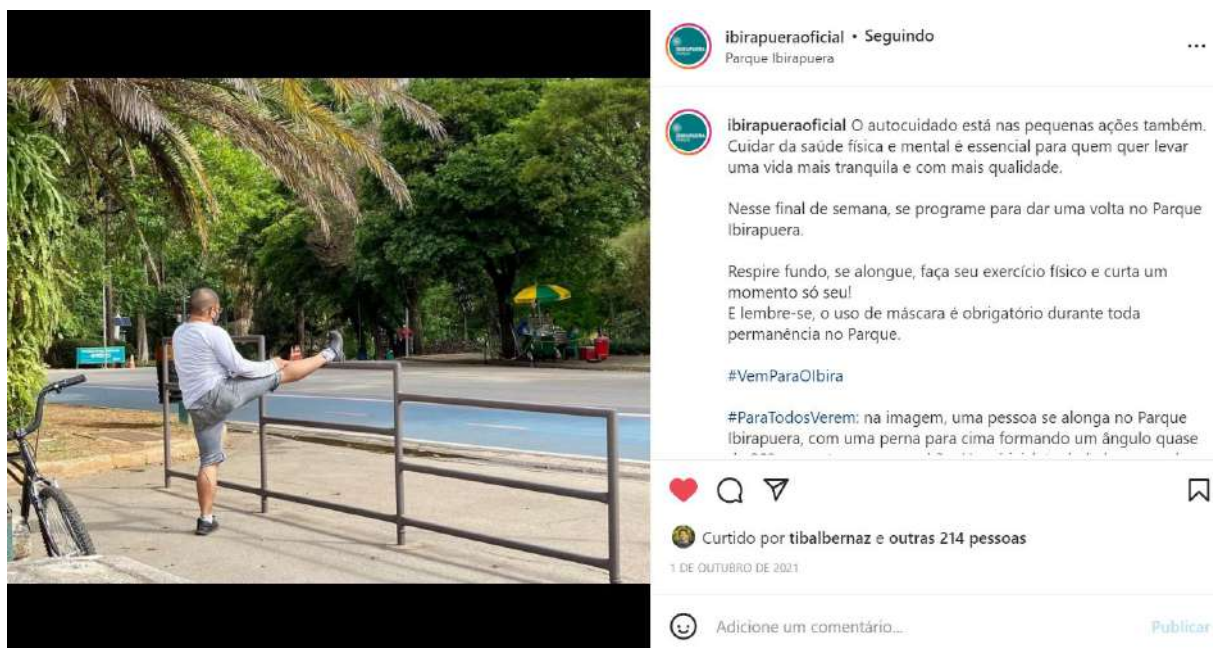 ibirapueraoficial • Seguindo
Parque Ibirapuera
ibirapueraoficial O autocuidado está nas pequenas ações também.
Cuidar da saúde física e mental é essencial para quem quer levar
uma vida mais tranquila e com mais qualidade.
Nesse final de semana, se programe para dar uma volta no Parque
Ibirapuera.
Respire fundo, se alongue, faça seu exercício físico e curta um
momento só seu!
E lembre-se, o uso de máscara é obrigatório durante toda
permanência no Parque.
#VemParaOIbira
#ParaTodosVerem: na imagem, uma pessoa se alonga no Parque
Ibirapuera, com uma perna para cima formando um ângulo quase
Curtido por tibalbernaz e outras 214 pessoas
1 DE OUTUBRO DE 2021
Adicione um comentário...
Publicar